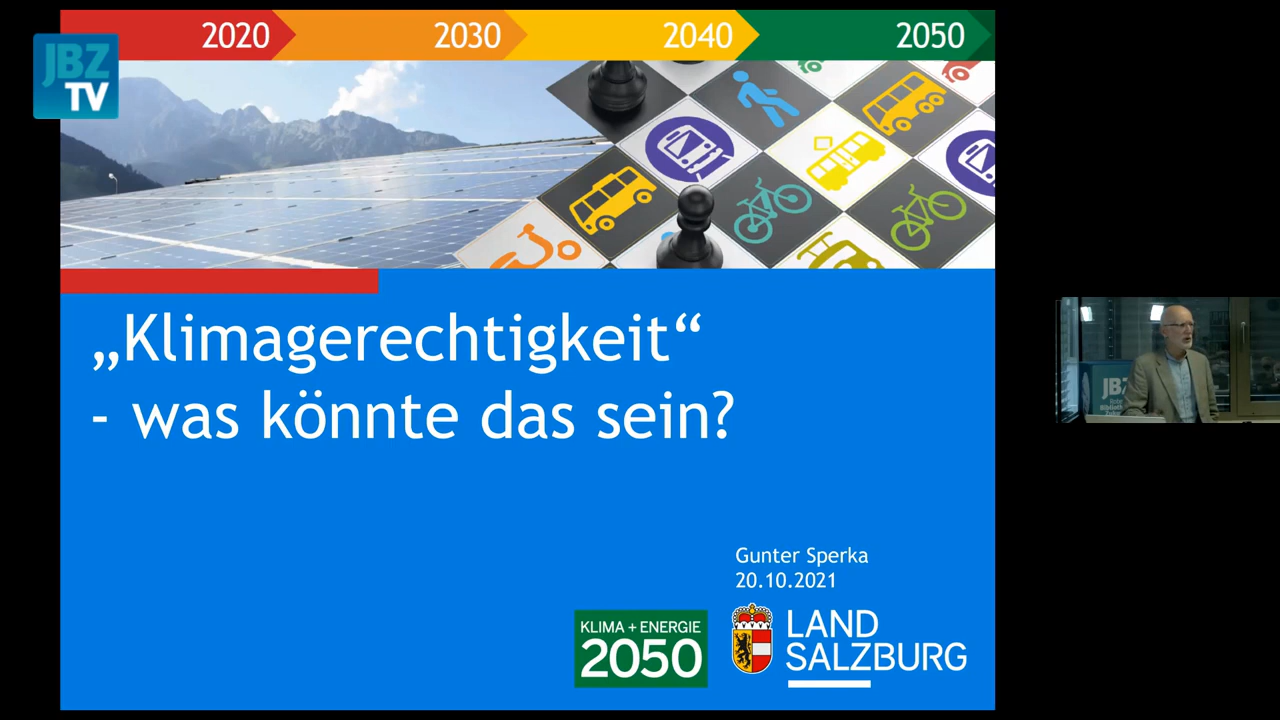 2020 2030 2040 2050
JBZ
TV
„Klimagerechtigkeit“
- was könnte das sein?
Gunter Sperka
20.10.2021
KLIMA + ENERGIE
2050
LAND
SALZBURG
JBZ